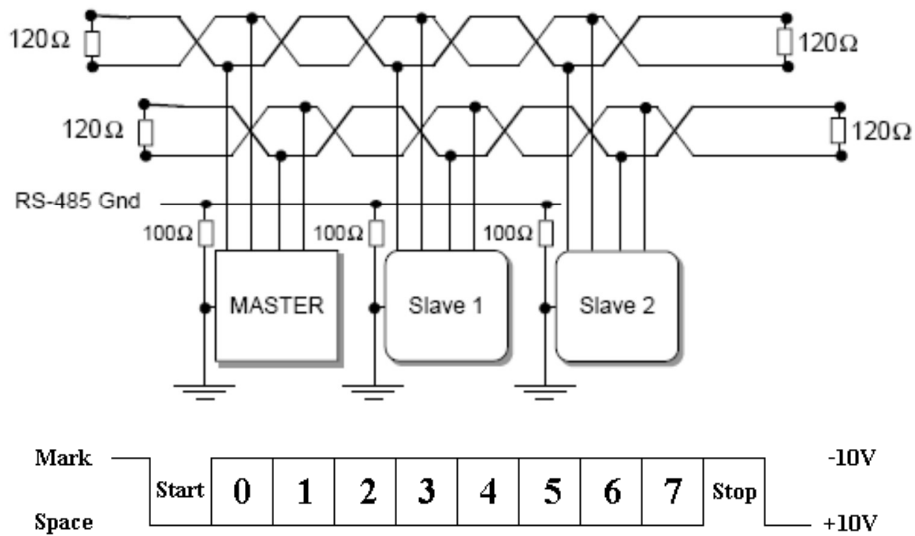 120Ω 120Ω
120Ω 120Ω
RS-485 Gnd
100Ω 100Ω 100Ω
MASTER Slave 1 Slave 2
Mark -10V
Start 0 1 2 3 4 5 6 7 Stop
Space +10V